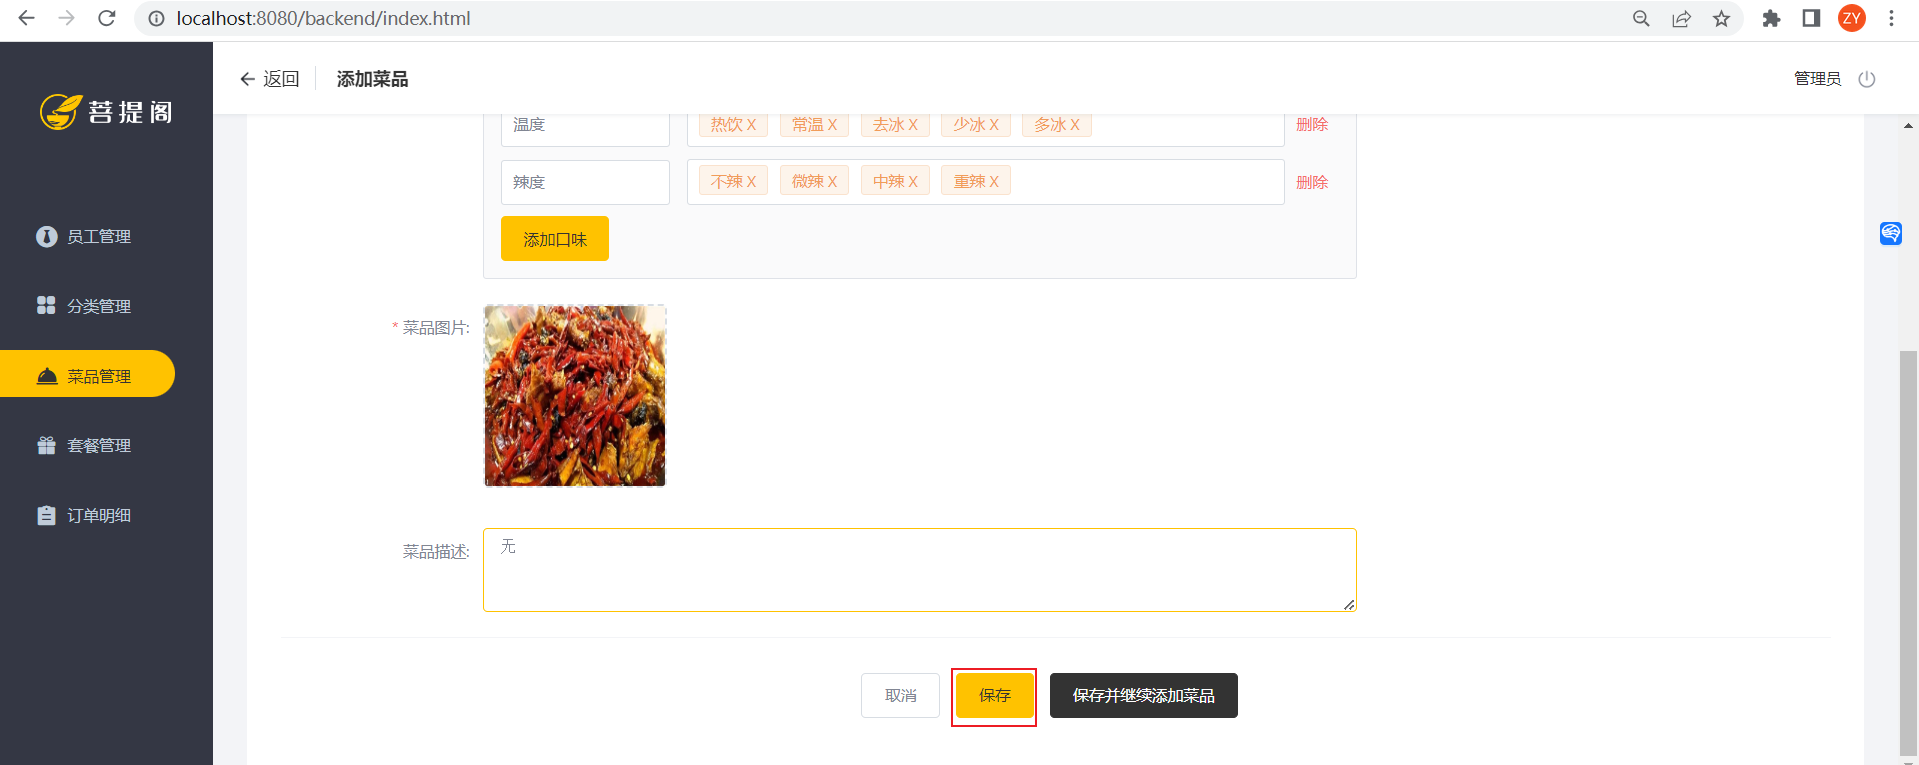 localhost:8080/backend/index.html
ZY
菩提阁
返回
添加菜品
管理员
温度
热饮 X
常温 X
去冰 X
少冰 X
多冰 X
删除
辣度
不辣 X
微辣 X
中辣 X
重辣 X
删除
添加口味
员工管理
分类管理
菜品管理
套餐管理
订单明细
* 菜品图片:
菜品描述:
无
取消
保存
保存并继续添加菜品